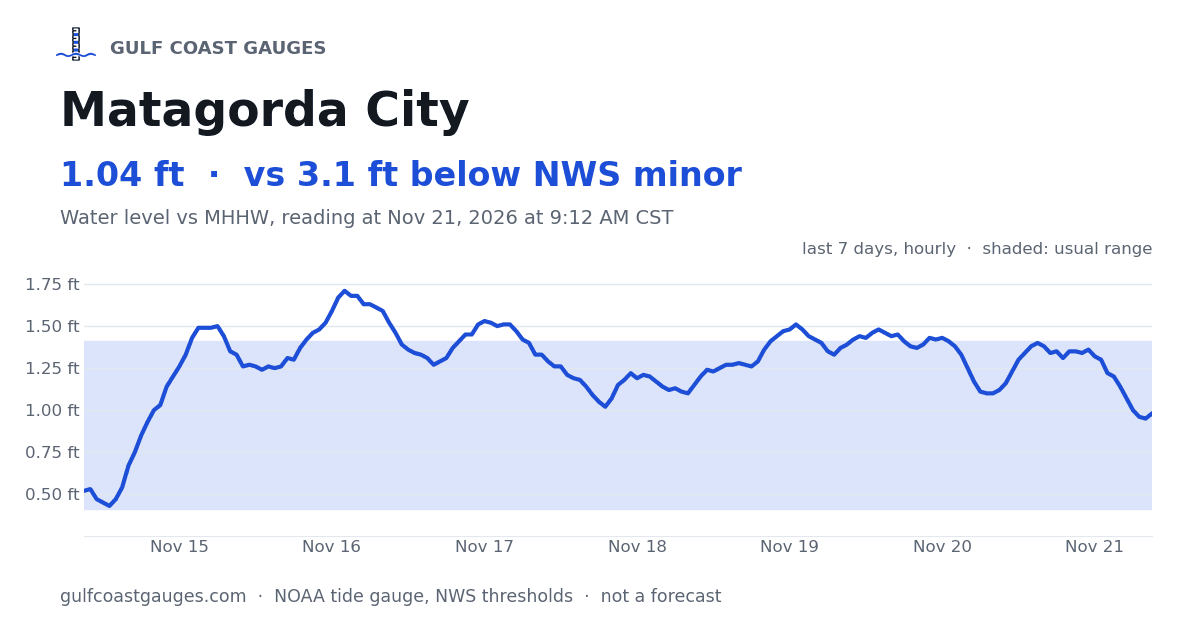 GULF COAST GAUGES
Matagorda City
1.04 ft · vs 3.1 ft below NWS minor
Water level vs MHHW, reading at Nov 21, 2026 at 9:12 AM CST
last 7 days, hourly · shaded: usual range
1.75 ft
1.50 ft
1.25 ft
1.00 ft
0.75 ft
0.50 ft
Nov 15 Nov 16 Nov 17 Nov 18 Nov 19 Nov 20 Nov 21
gulfcoastgauges.com · NOAA tide gauge, NWS thresholds · not a forecast